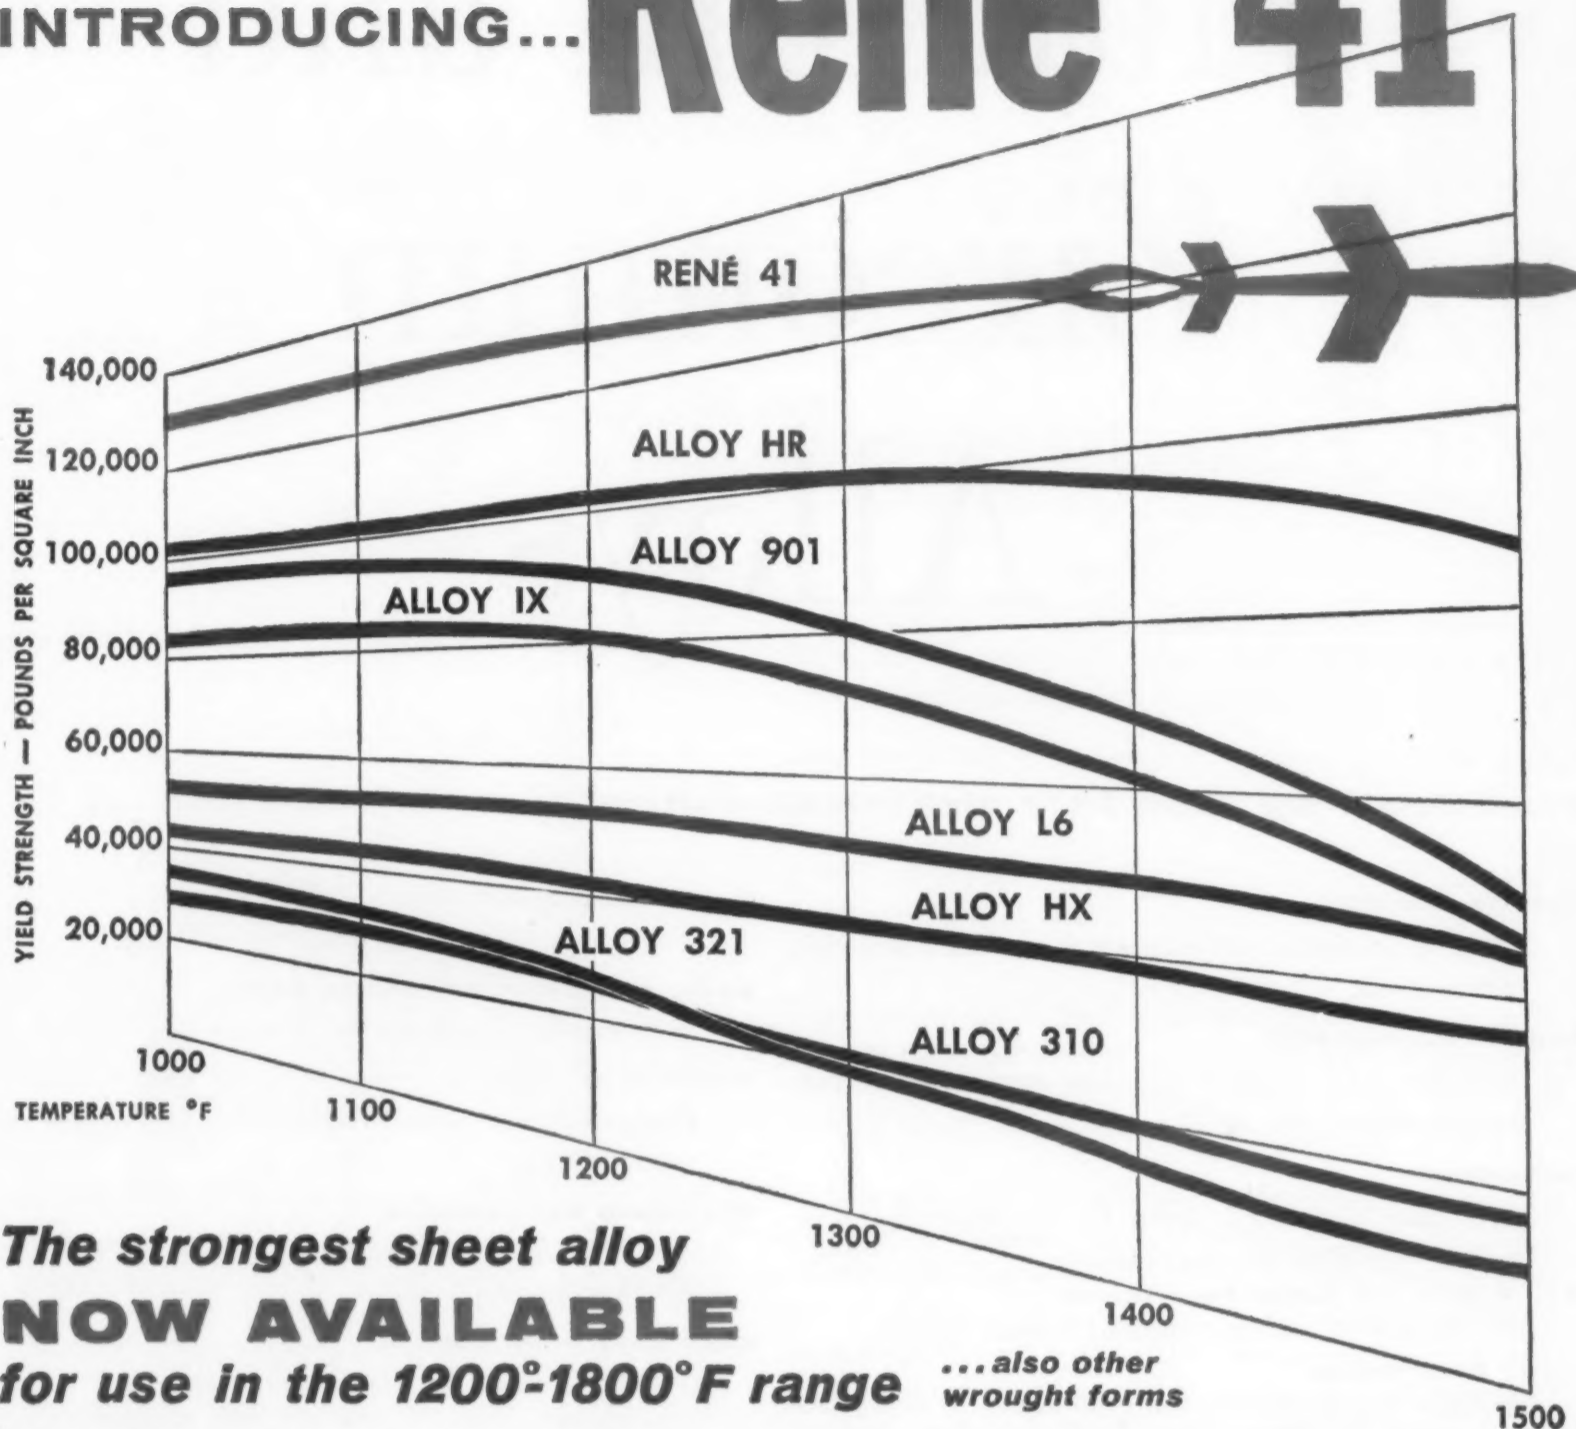 INTRODUCING... René 41
RENÉ 41
ALLOY HR
ALLOY 901
ALLOY IX
ALLOY L6
ALLOY HX
ALLOY 321
ALLOY 310
YIELD STRENGTH — POUNDS PER SQUARE INCH
140,000
120,000
100,000
80,000
60,000
40,000
20,000
TEMPERATURE °F
1000
1100
1200
1300
1400
1500
The strongest sheet alloy
NOW AVAILABLE
for use in the 1200°-1800°F range
...also other
wrought forms